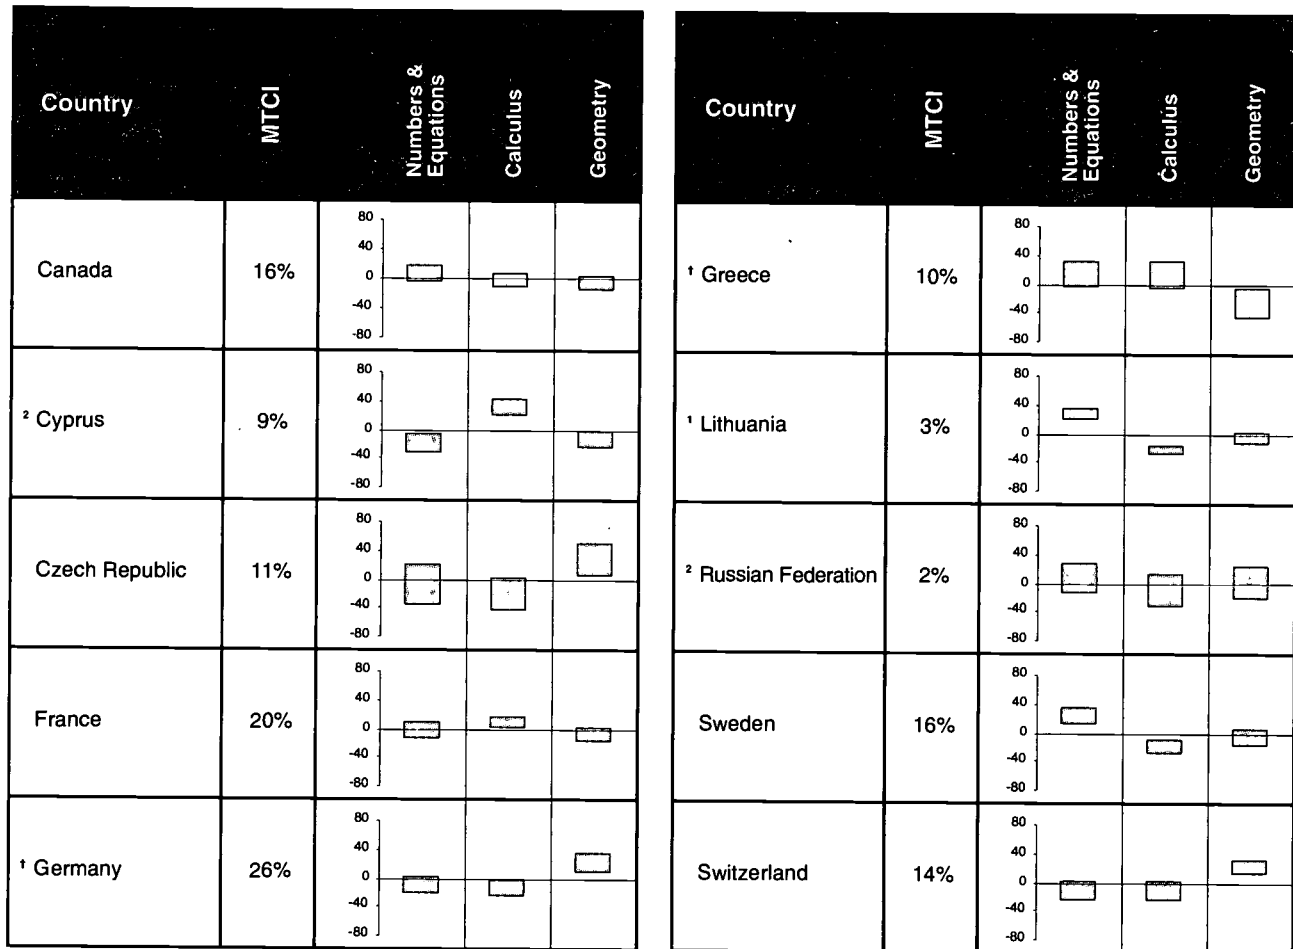 Country
MTCI
Numbers &
Equations
Calculus
Geometry
Canada
16%
80
40
0
-40
-80
² Cyprus
9%
80
40
0
-40
-80
Czech Republic
11%
80
40
0
-40
-80
France
20%
80
40
0
-40
-80
† Germany
26%
80
40
0
-40
-80
Country
MTCI
Numbers &
Equations
Calculus
Geometry
† Greece
10%
80
40
0
-40
-80
¹ Lithuania
3%
80
40
0
-40
-80
² Russian Federation
2%
80
40
0
-40
-80
Sweden
16%
80
40
0
-40
-80
Switzerland
14%
80
40
0
-40
-80